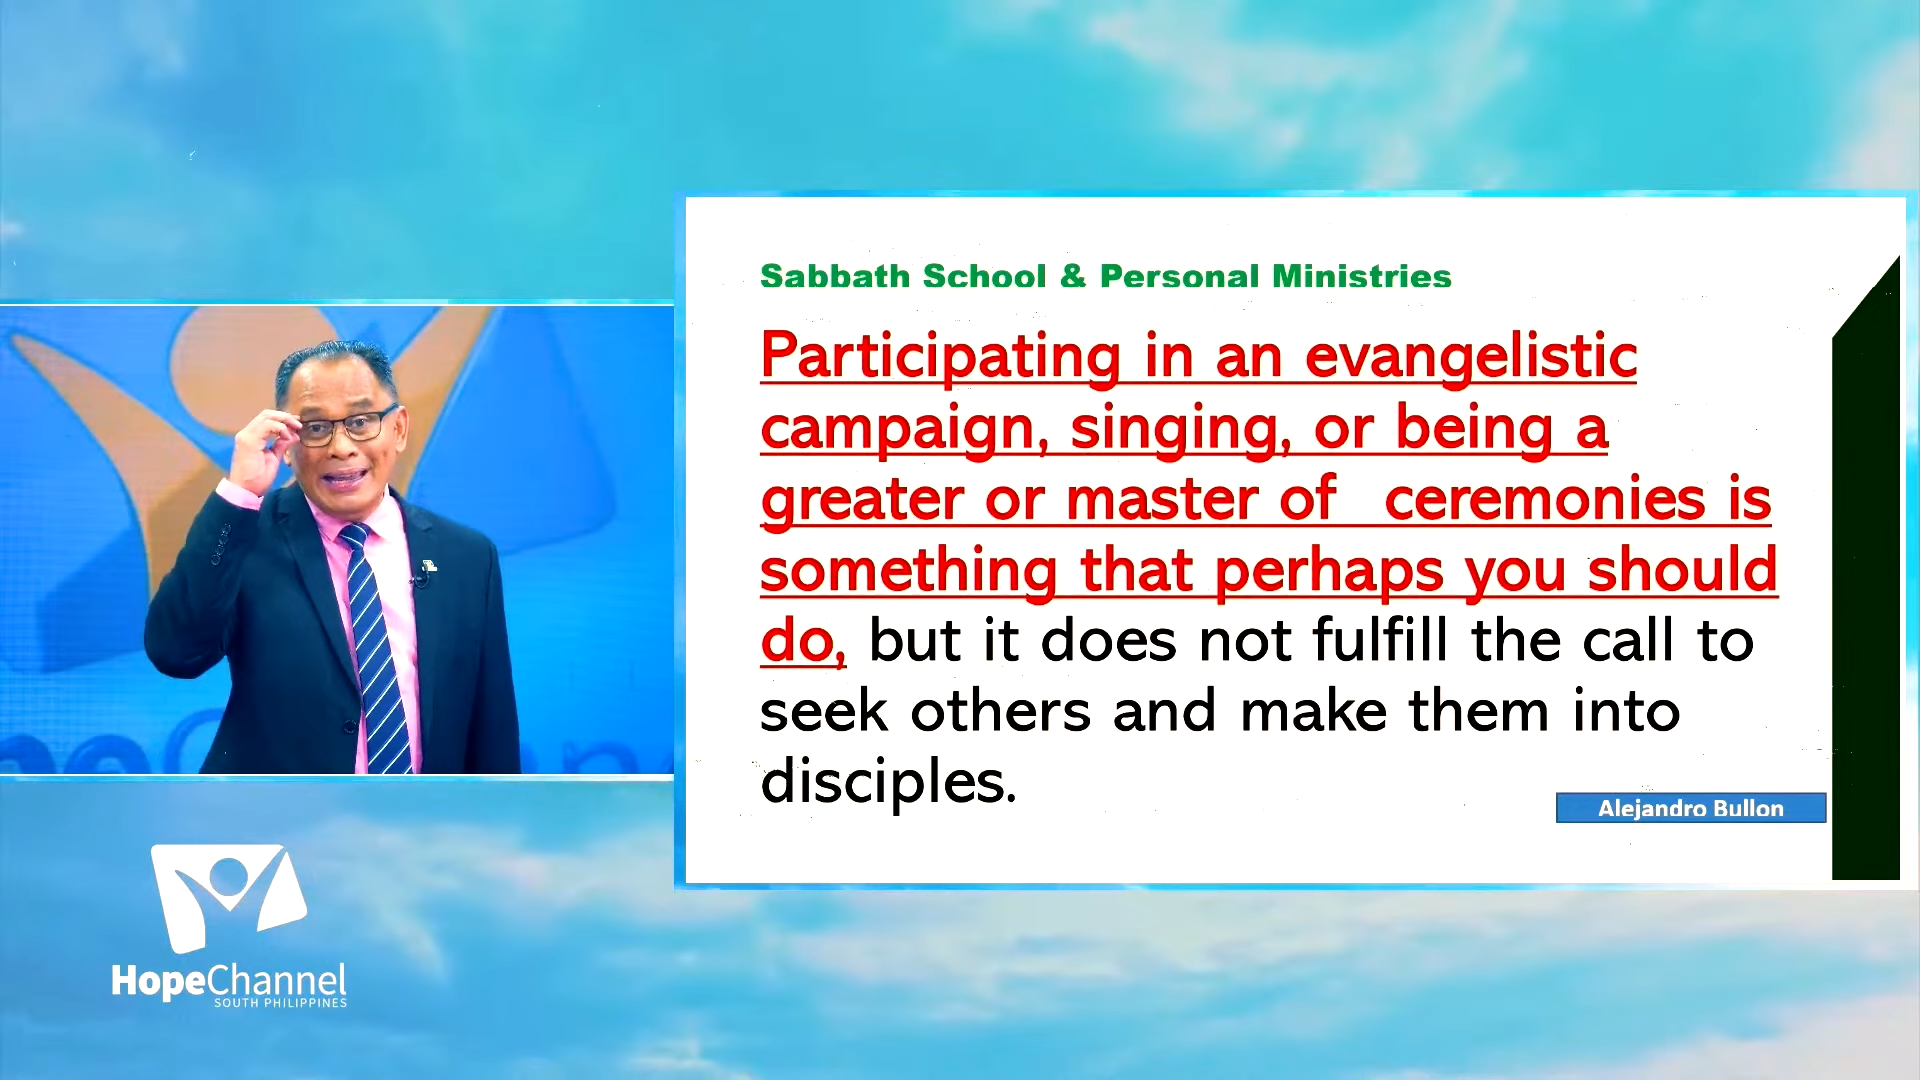 Sabbath School & Personal Ministries
Participating in an evangelistic
campaign, singing, or being a
greater or master of ceremonies is
something that perhaps you should
do, but it does not fulfill the call to
seek others and make them into
disciples.
Alejandro Bullon
HopeChannel
SOUTH PHILIPPINES